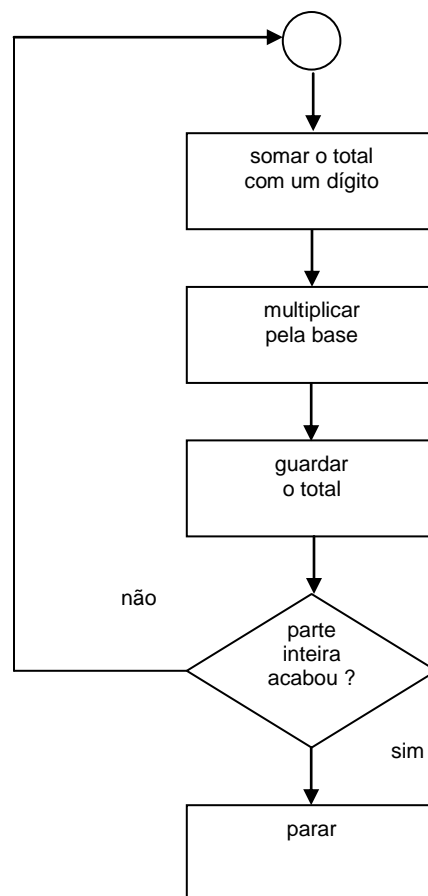 somar o total
com um dígito
multiplicar
pela base
guardar
o total
não
parte
inteira
acabou ?
sim
parar